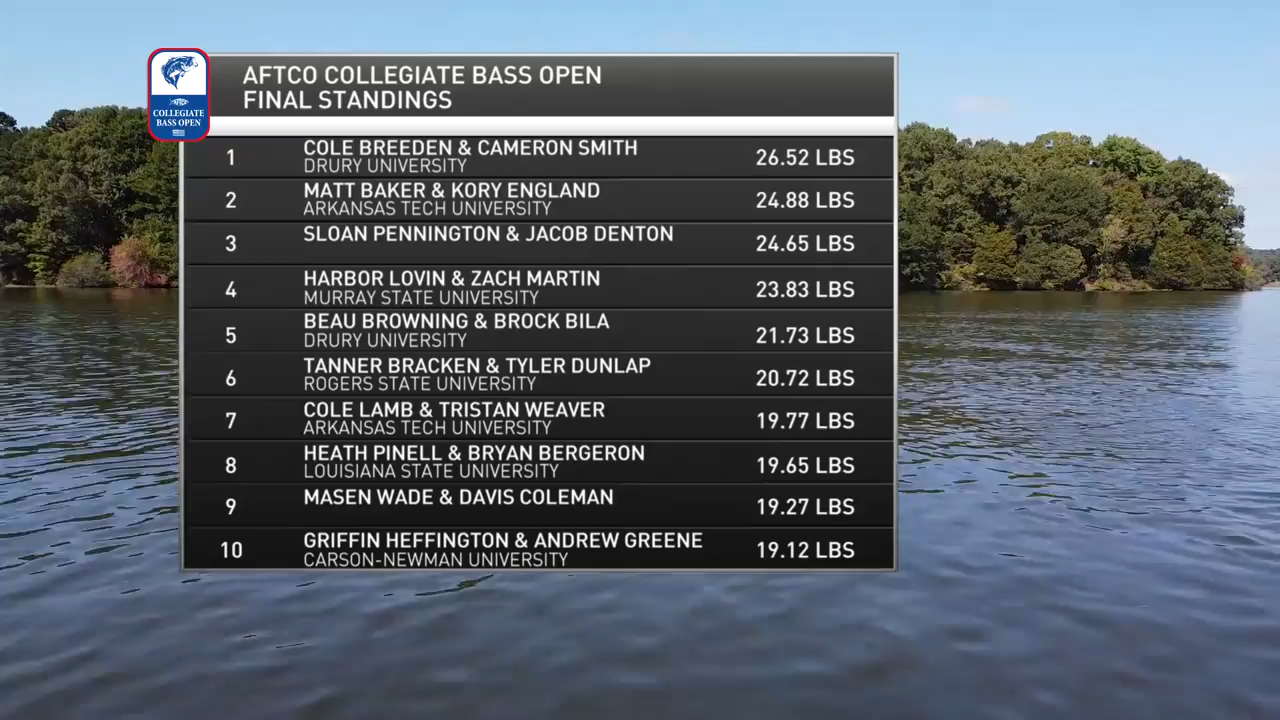 AFTCO COLLEGIATE BASS OPEN
FINAL STANDINGS
AFTCO
COLLEGIATE
BASS OPEN
1 COLE BREEDEN & CAMERON SMITH 26.52 LBS
DRURY UNIVERSITY
2 MATT BAKER & KORY ENGLAND 24.88 LBS
ARKANSAS TECH UNIVERSITY
3 SLOAN PENNINGTON & JACOB DENTON 24.65 LBS
4 HARBOR LOVIN & ZACH MARTIN 23.83 LBS
MURRAY STATE UNIVERSITY
5 BEAU BROWNING & BROCK BILA 21.73 LBS
DRURY UNIVERSITY
6 TANNER BRACKEN & TYLER DUNLAP 20.72 LBS
ROGERS STATE UNIVERSITY
7 COLE LAMB & TRISTAN WEAVER 19.77 LBS
ARKANSAS TECH UNIVERSITY
8 HEATH PINELL & BRYAN BERGERON 19.65 LBS
LOUISIANA STATE UNIVERSITY
9 MASEN WADE & DAVIS COLEMAN 19.27 LBS
10 GRIFFIN HEFFINGTON & ANDREW GREENE 19.12 LBS
CARSON-NEWMAN UNIVERSITY